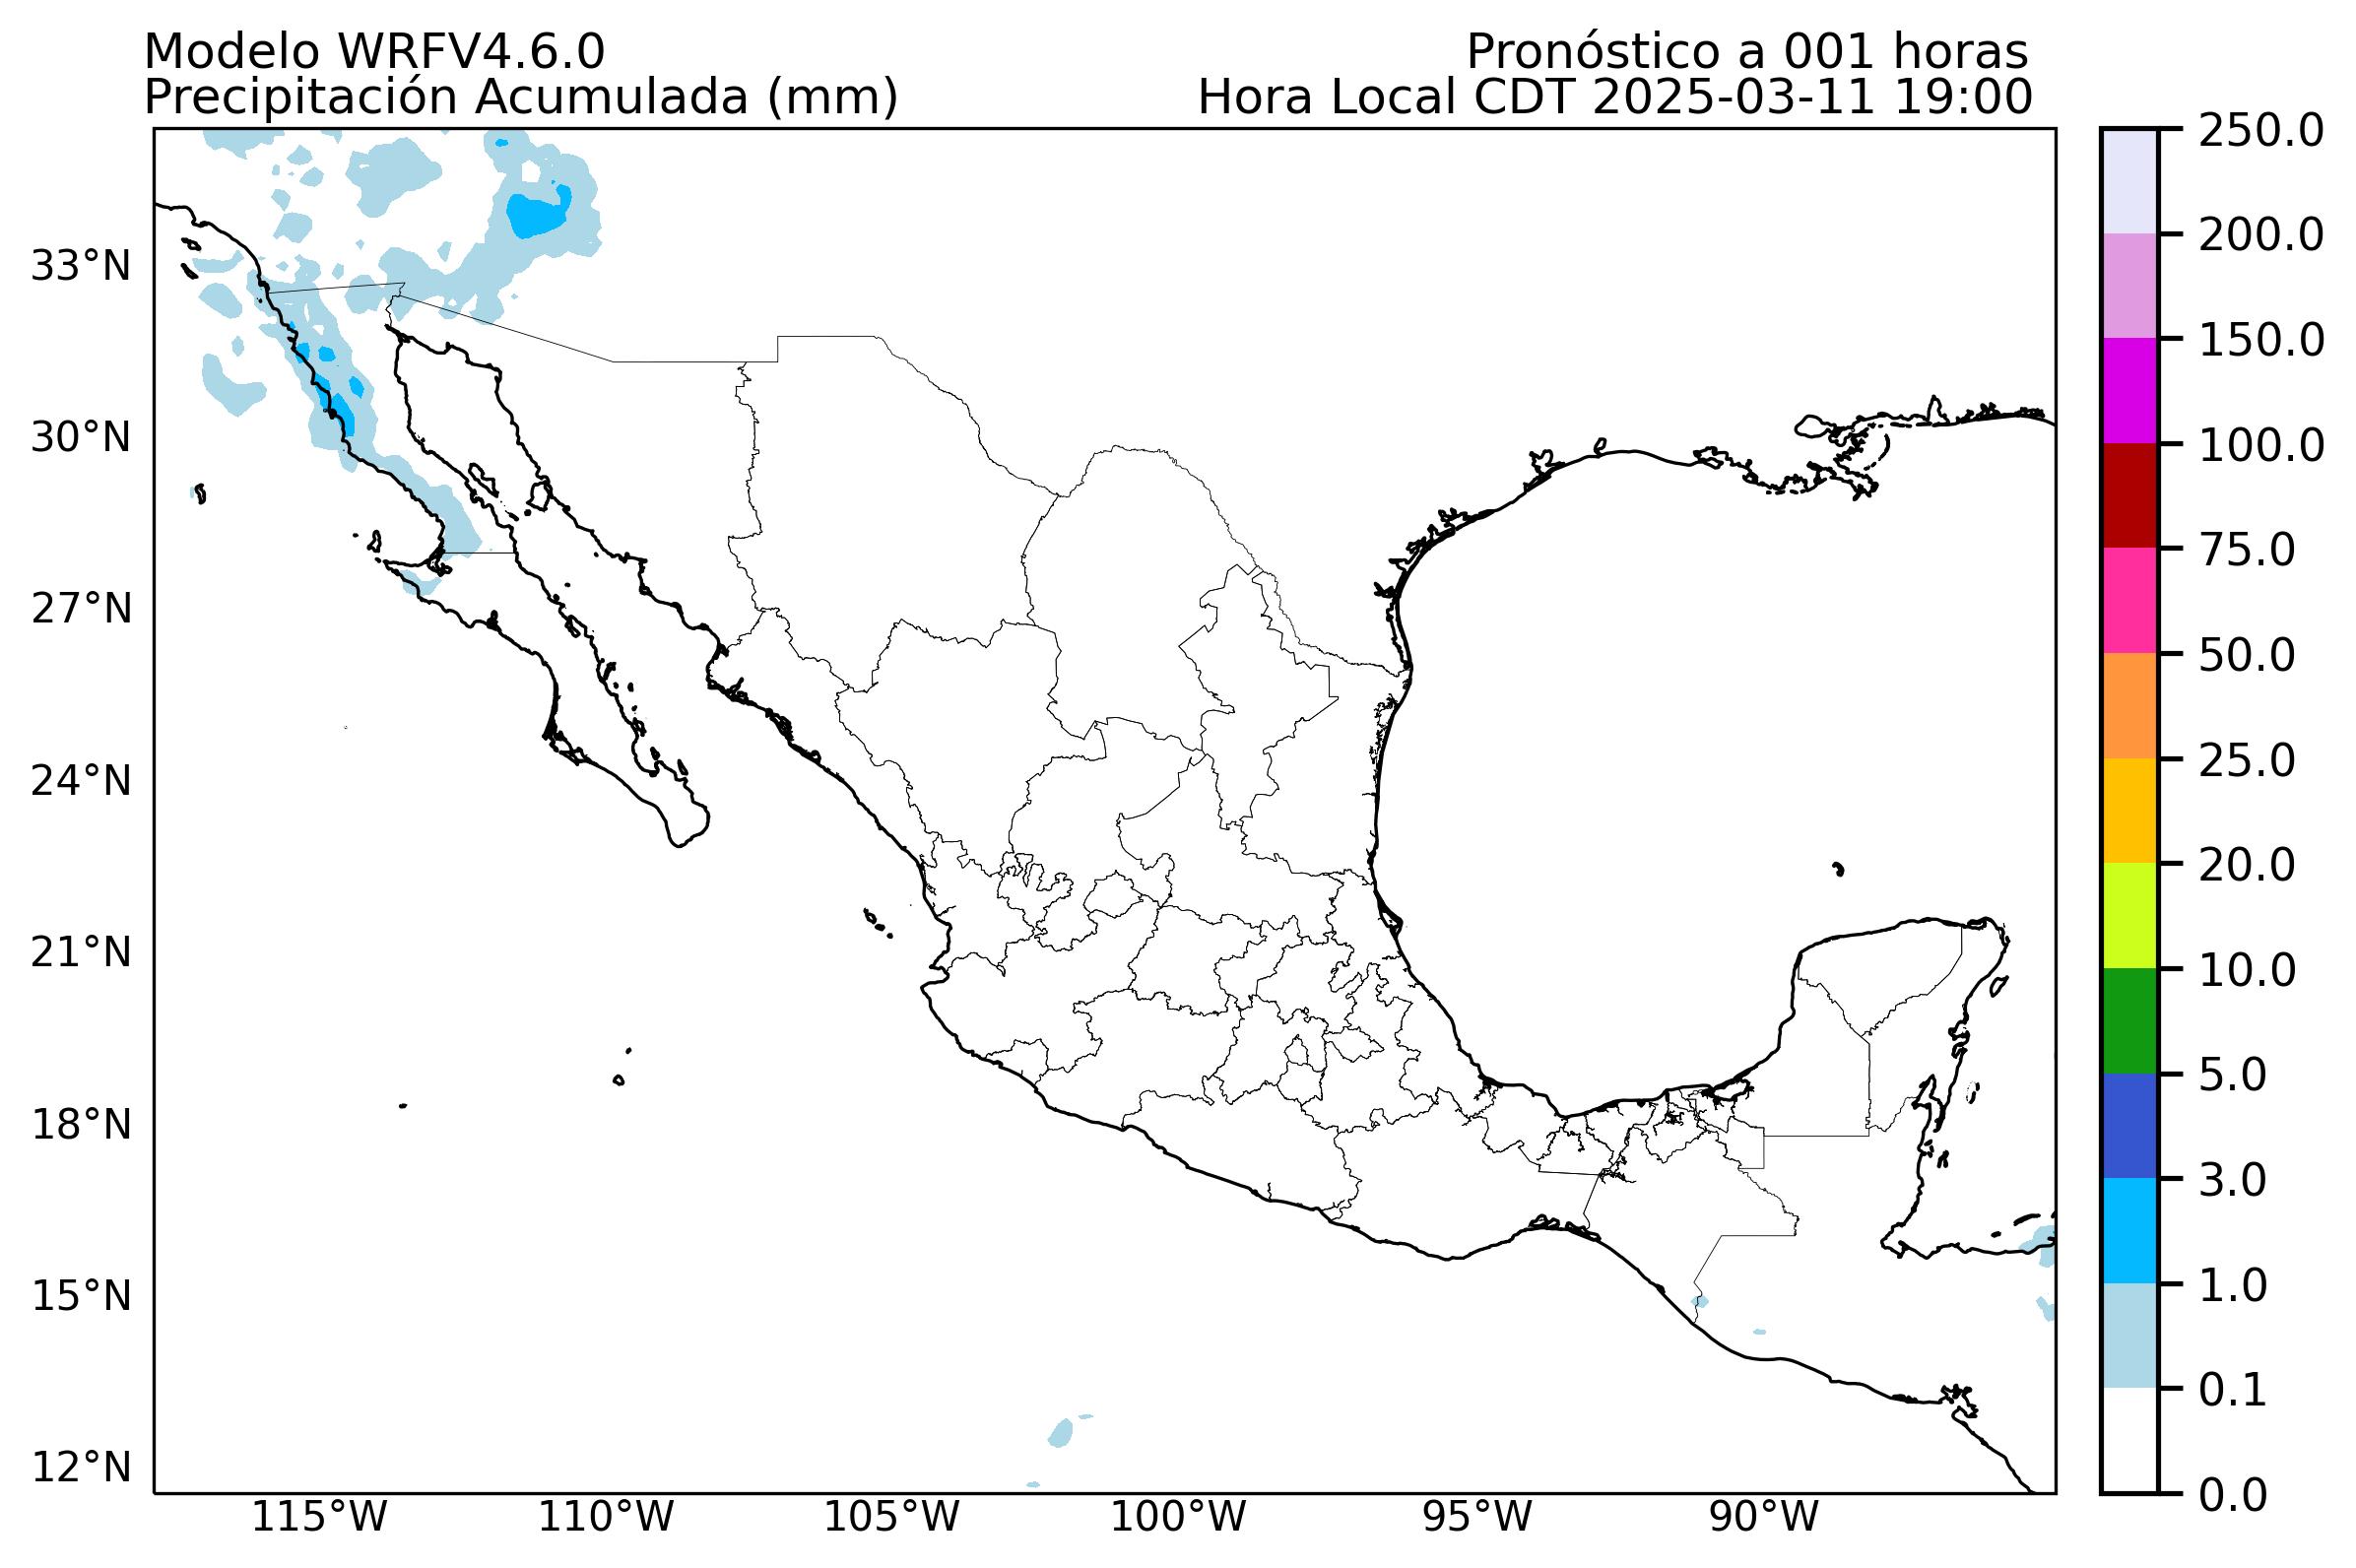 Modelo WRFV4.6.0
Pronóstico a 001 horas
Precipitación Acumulada (mm)
Hora Local CDT 2025-03-11 19:00
250.0
200.0
150.0
100.0
75.0
50.0
25.0
20.0
10.0
5.0
3.0
1.0
0.1
0.0
33°N
30°N
27°N
24°N
21°N
18°N
15°N
12°N
115°W
110°W
105°W
100°W
95°W
90°W